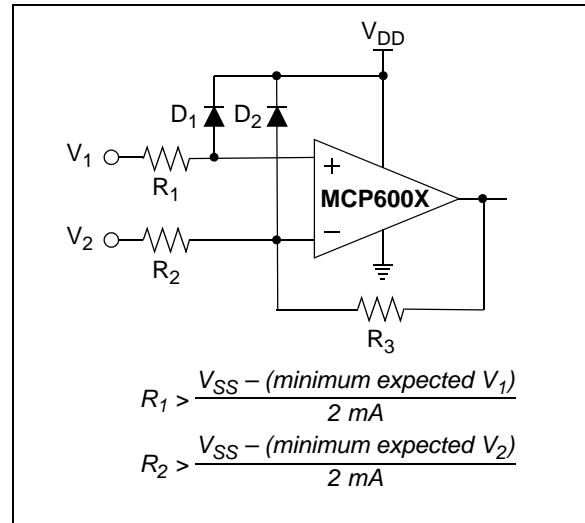 V_DD
D_1 D_2
V_1
R_1
+
MCP600X
V_2
R_2
–
R_3
R_1 > V_SS – (minimum expected V_1) / 2 mA
R_2 > V_SS – (minimum expected V_2) / 2 mA